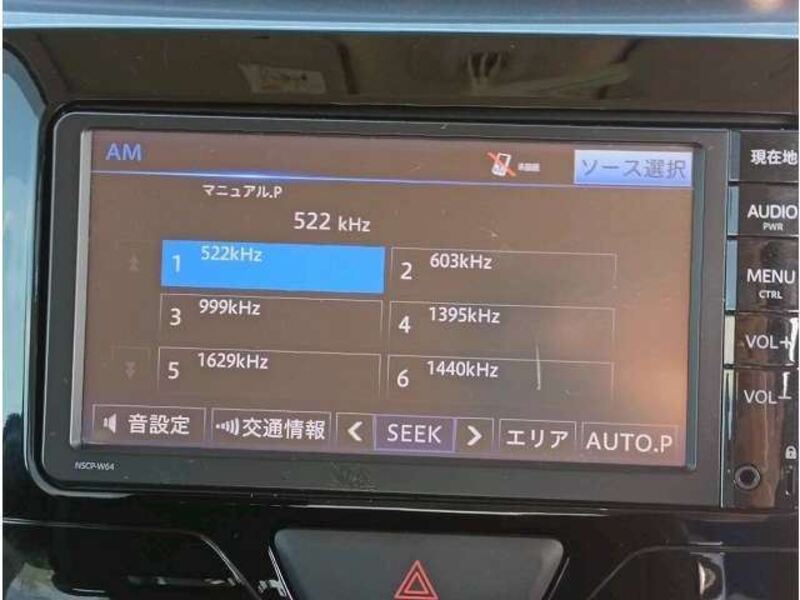 AM
ソース選択
マニュアル.P
522 kHz
1 522kHz
2 603kHz
3 999kHz
4 1395kHz
5 1629kHz
6 1440kHz
音設定
交通情報
< SEEK >
エリア
AUTO.P
NSCP-W64
現在地
AUDIO
PWR
MENU
CTRL
VOL+
VOL-